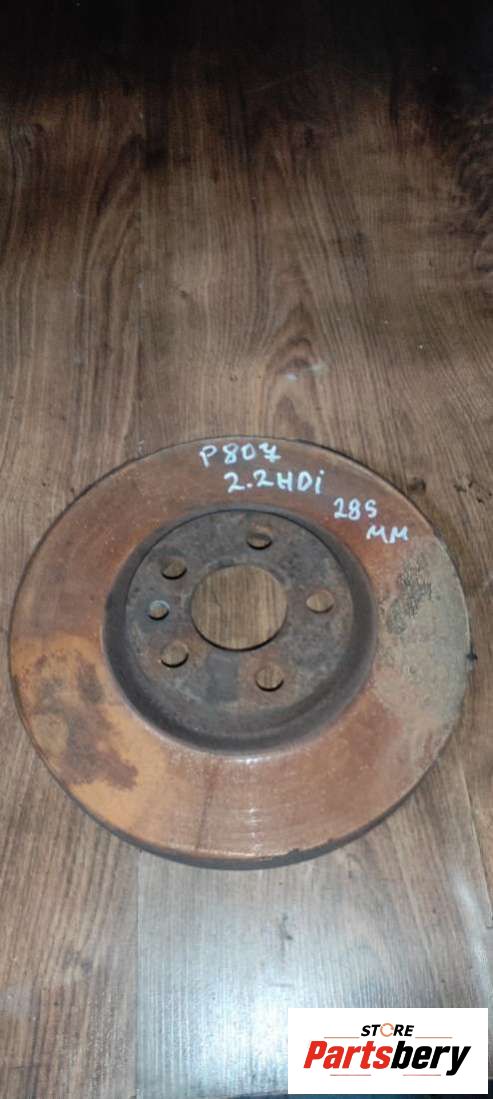 P807
2.2HDi
285
MM
STORE
Partsbery